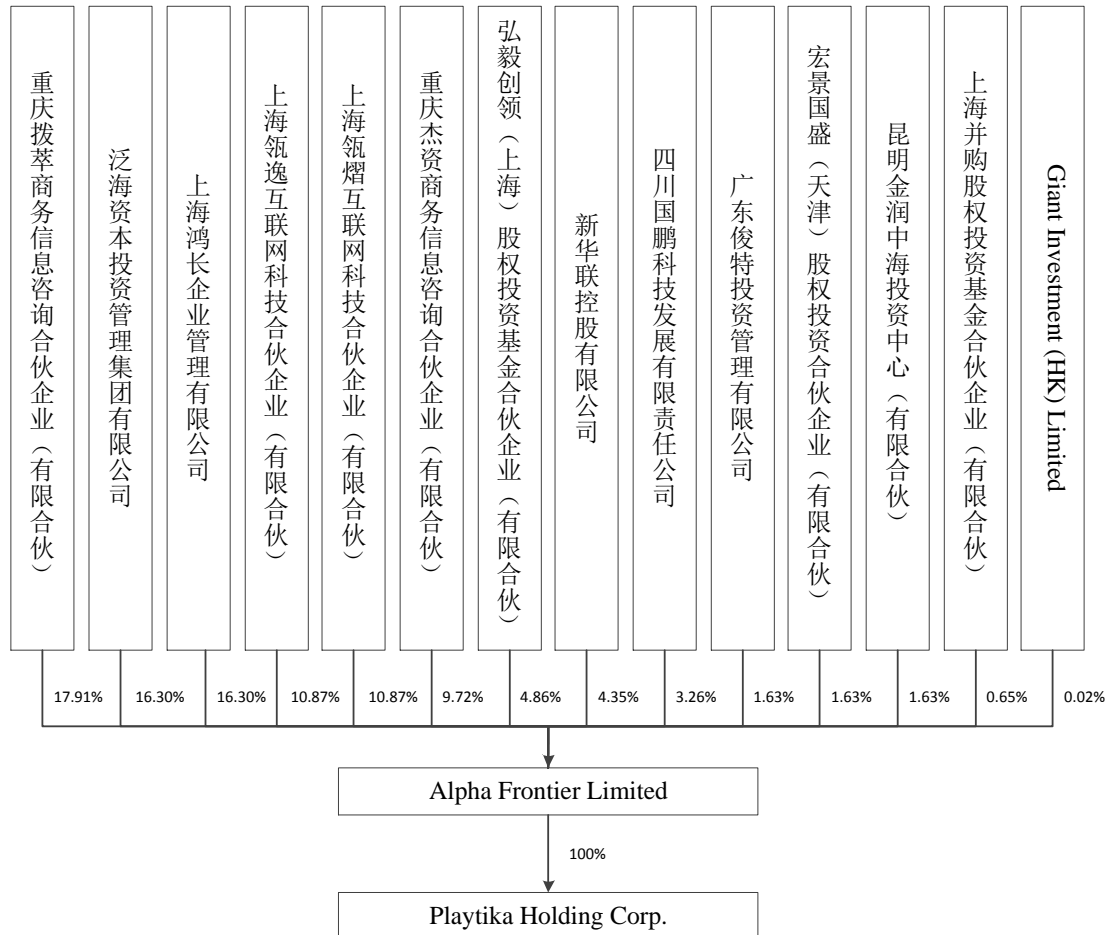 重庆拨萃商务信息咨询合伙企业（有限合伙）
泛海资本投资管理集团有限公司
上海鸿长企业管理有限公司
上海瓴逸互联网科技合伙企业（有限合伙）
上海瓴熠互联网科技合伙企业（有限合伙）
重庆杰资商务信息咨询合伙企业（有限合伙）
弘毅创领（上海）股权投资基金合伙企业（有限合伙）
新华联控股有限公司
四川国鹏科技发展有限责任公司
广东俊特投资管理有限公司
宏景国盛（天津）股权投资合伙企业（有限合伙）
昆明金润中海投资中心（有限合伙）
上海并购股权投资基金合伙企业（有限合伙）
Giant Investment (HK) Limited
17.91%
16.30%
16.30%
10.87%
10.87%
9.72%
4.86%
4.35%
3.26%
1.63%
1.63%
1.63%
0.65%
0.02%
Alpha Frontier Limited
100%
Playtika Holding Corp.